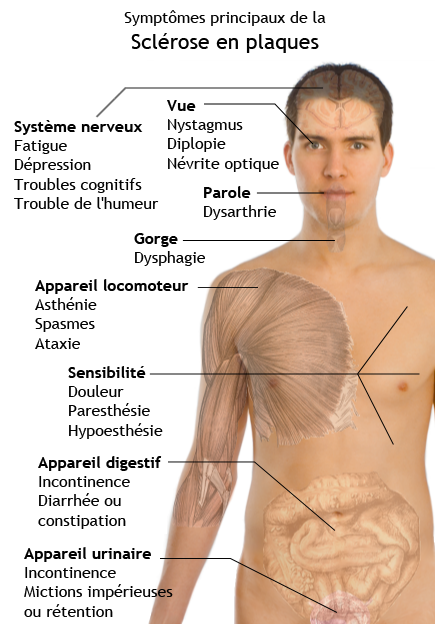 Symptômes principaux de la
Sclérose en plaques
Système nerveux
Fatigue
Dépression
Troubles cognitifs
Trouble de l'humeur
Vue
Nystagmus
Diplopie
Névrite optique
Parole
Dysarthrie
Gorge
Dysphagie
Appareil locomoteur
Asthénie
Spasmes
Ataxie
Sensibilité
Douleur
Paresthésie
Hypoesthésie
Appareil digestif
Incontinence
Diarrhée ou
constipation
Appareil urinaire
Incontinence
Mictions impérieuses
ou rétention